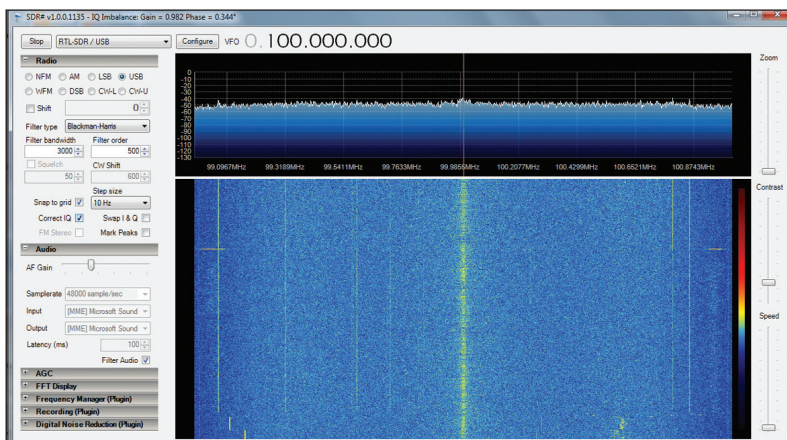 SDR# v1.0.0.1135 - IQ Imbalance: Gain = 0.982 Phase = 0.344°
Stop RTL-SDR / USB Configure VFO 0.100.000.000
Radio
NFM AM LSB USB
WFM DSB CW-L CW-U
Shift 0
Filter type Blackman-Harris
Filter bandwidth Filter order
3000 500
Squelch CW Shift
50 600
Step size
Snap to grid 10 Hz
Correct IQ Swap I & Q
FM Stereo Mark Peaks
Audio
AF Gain
Samplerate 48000 sample/sec
Input [MME] Microsoft Sound
Output [MME] Microsoft Sound
Latency (ms) 100
Filter Audio
AGC
FFT Display
Frequency Manager (Plugin)
Recording (Plugin)
Digital Noise Reduction (Plugin)
0
-10
-20
-30
-40
-50
-60
-70
-80
-90
-100
-110
-120
-130
99.0967MHz 99.3189MHz 99.5411MHz 99.7633MHz 99.9855MHz 100.2077MHz 100.4299MHz 100.6521MHz 100.8743MHz
Zoom
Contrast
Speed